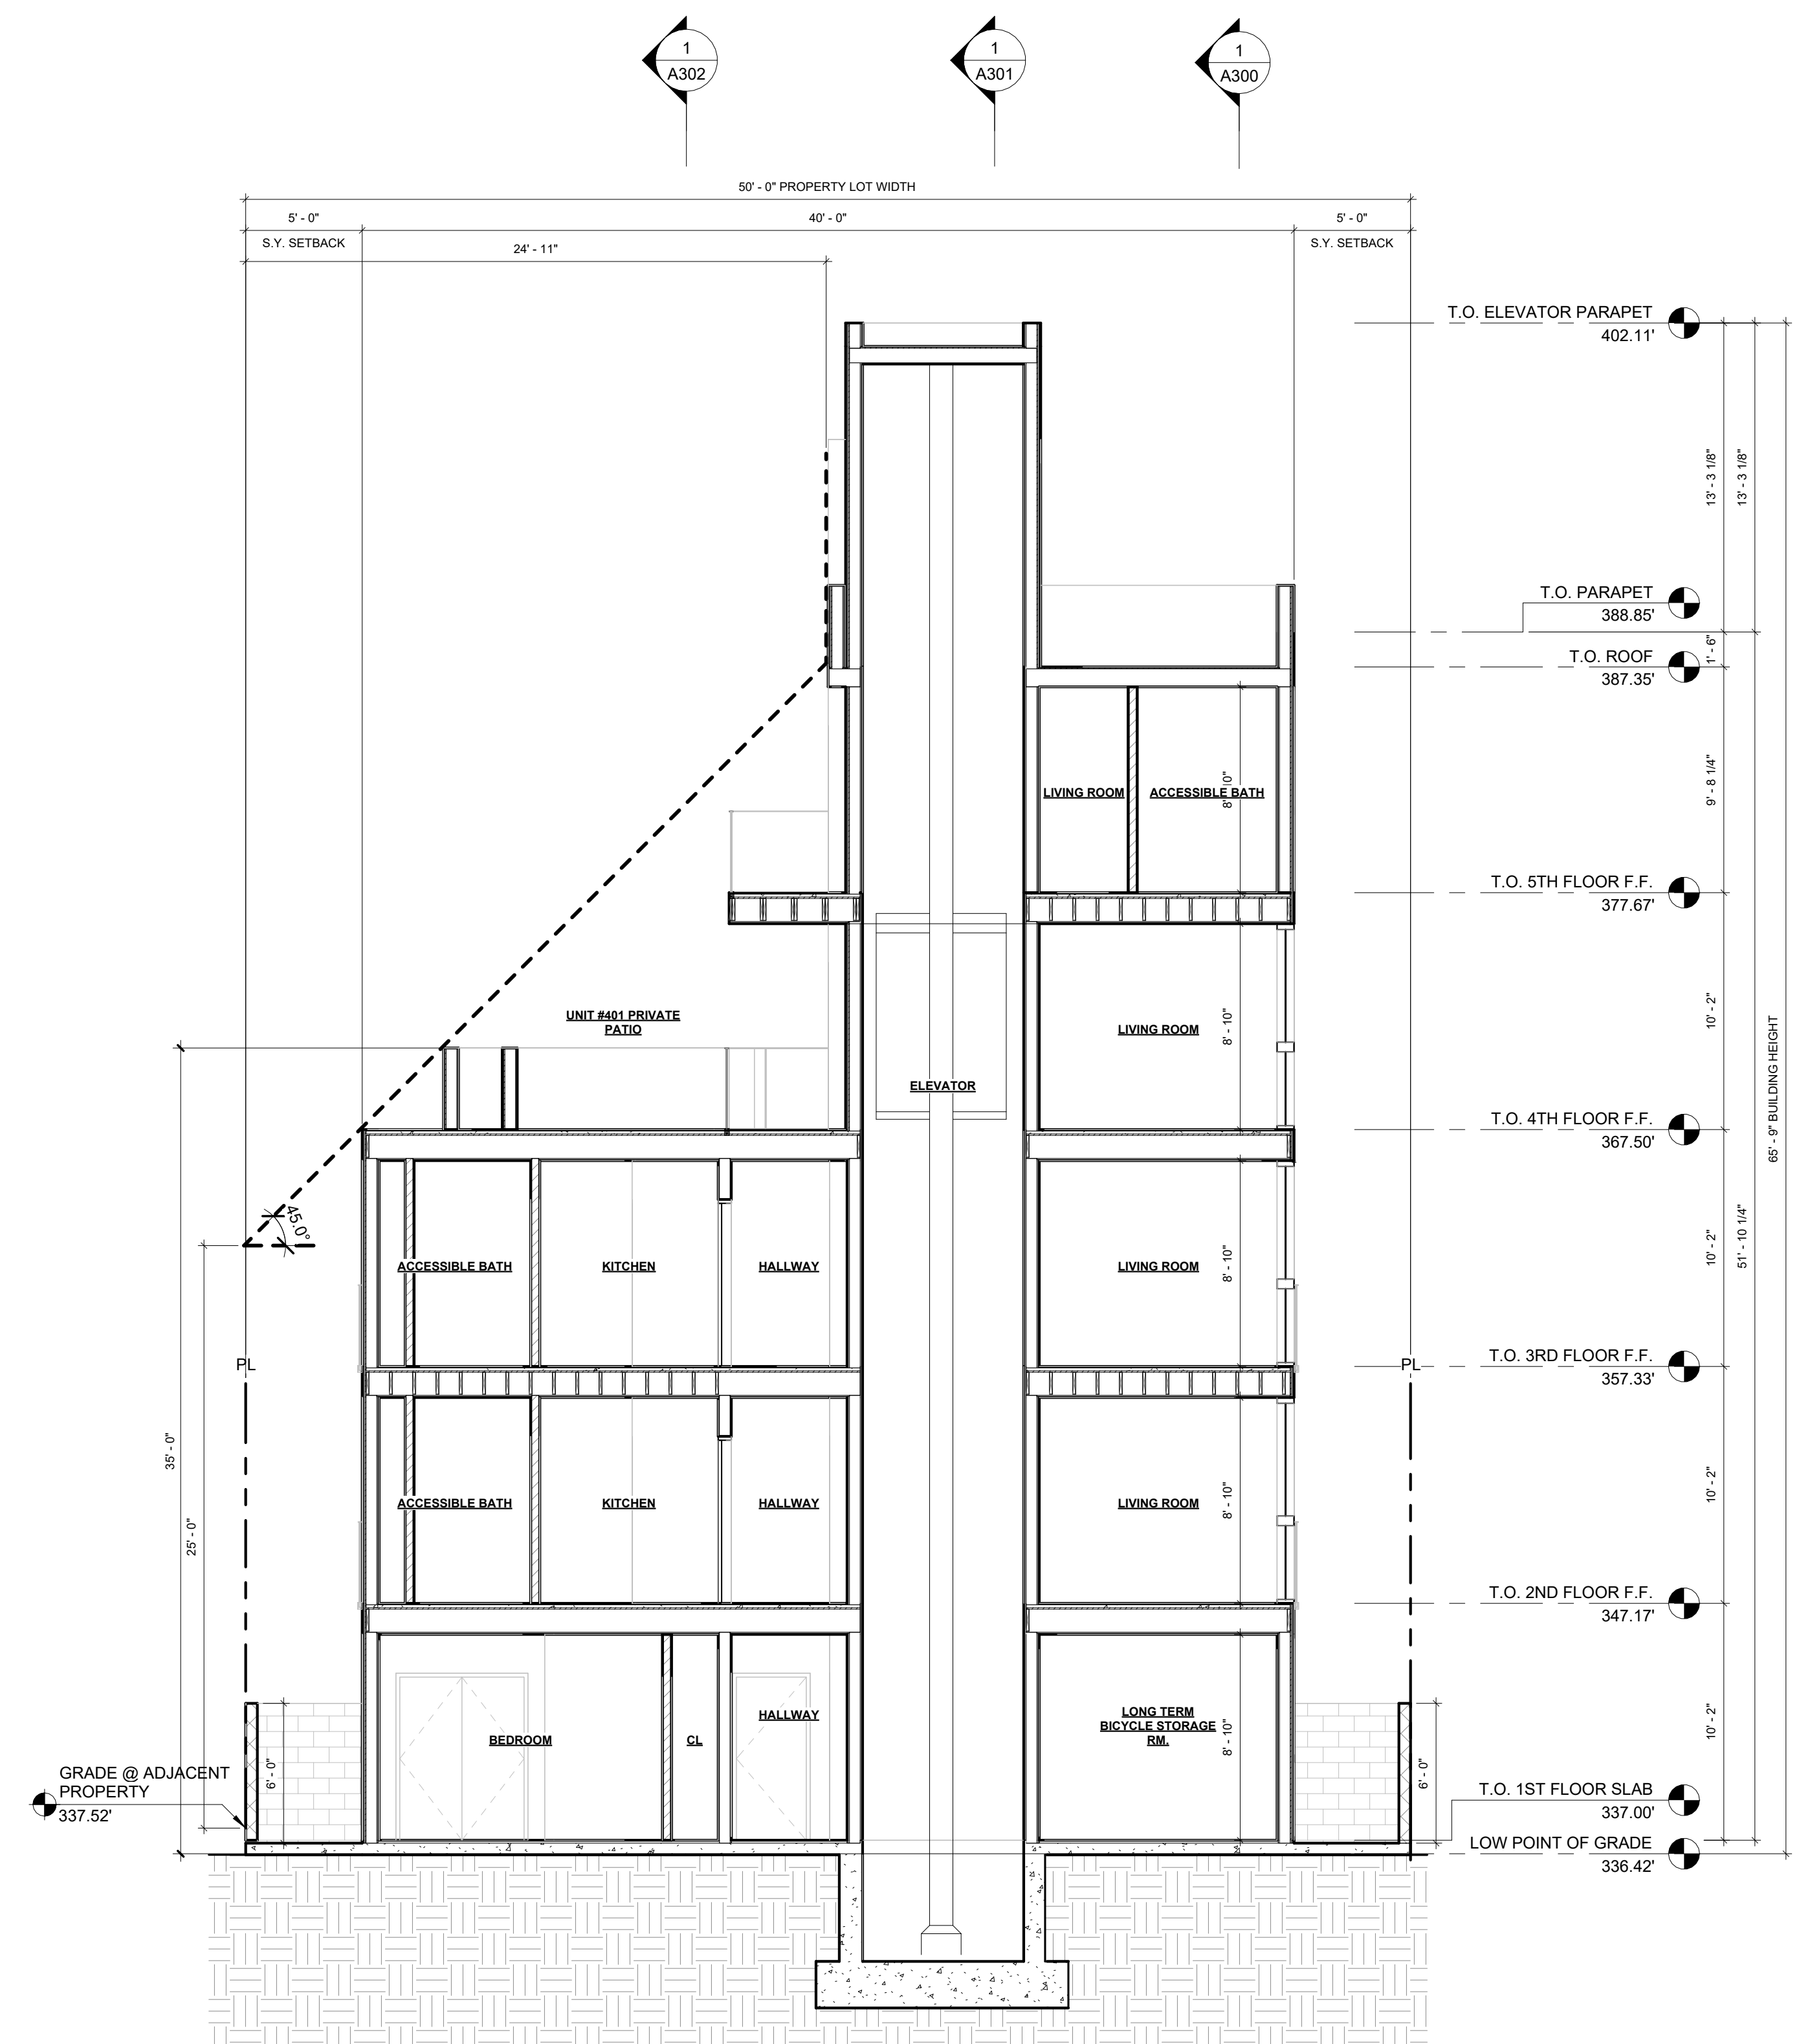 1
A302
1
A301
1
A300
50' - 0" PROPERTY LOT WIDTH
5' - 0"
40' - 0"
5' - 0"
S.Y. SETBACK
S.Y. SETBACK
24' - 11"
T.O. ELEVATOR PARAPET
402.11'
13' - 3 1/8"
13' - 3 1/8"
T.O. PARAPET
388.85'
1' - 6"
T.O. ROOF
387.35'
LIVING ROOM
ACCESSIBLE BATH
9' - 8 1/4"
T.O. 5TH FLOOR F.F.
377.67'
UNIT #401 PRIVATE
PATIO
LIVING ROOM
8' - 10"
10' - 2"
ELEVATOR
65' - 9" BUILDING HEIGHT
T.O. 4TH FLOOR F.F.
367.50'
45.0°
51' - 10 1/4"
ACCESSIBLE BATH
KITCHEN
HALLWAY
LIVING ROOM
8' - 10"
10' - 2"
PL
PL
T.O. 3RD FLOOR F.F.
357.33'
35' - 0"
25' - 0"
ACCESSIBLE BATH
KITCHEN
HALLWAY
LIVING ROOM
8' - 10"
10' - 2"
T.O. 2ND FLOOR F.F.
347.17'
BEDROOM
CL
HALLWAY
LONG TERM
BICYCLE STORAGE
RM.
8' - 10"
10' - 2"
6' - 0"
6' - 0"
GRADE @ ADJACENT
PROPERTY
337.52'
T.O. 1ST FLOOR SLAB
337.00'
LOW POINT OF GRADE
336.42'